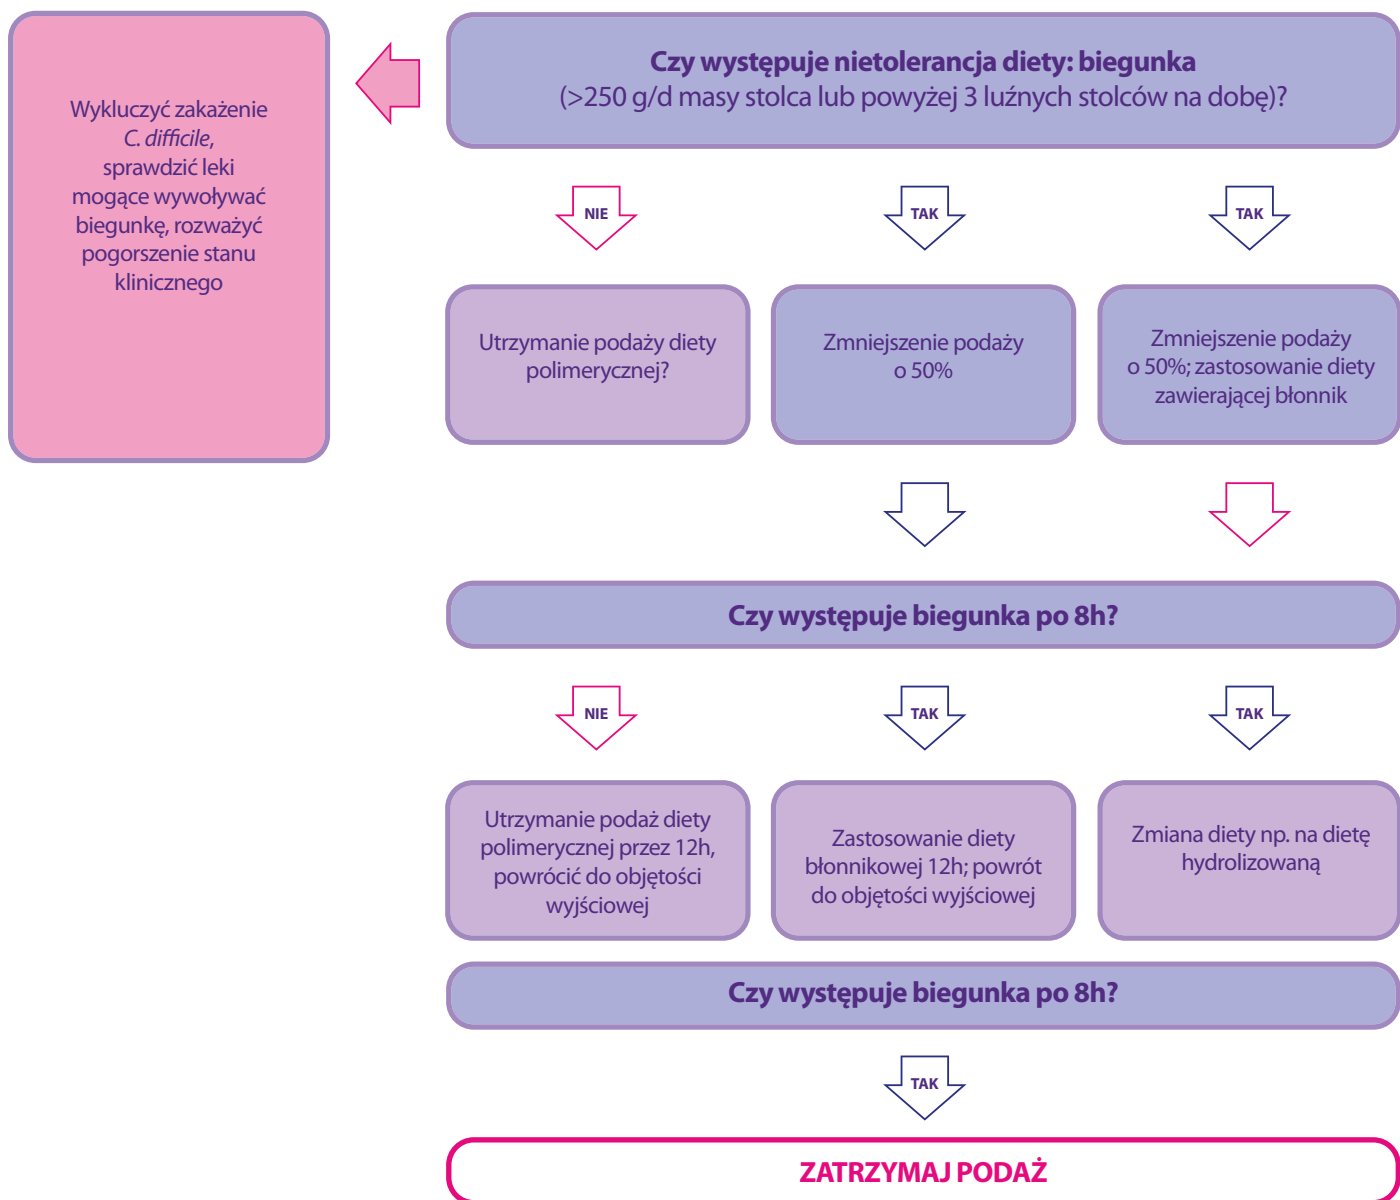 Wykluczyć zakażenie
C. difficile,
sprawdzić leki
mogące wywoływać
biegunkę, rozważyć
pogorszenie stanu
klinicznego
Czy występuje nietolerancja diety: biegunka
(>250 g/d masy stolca lub powyżej 3 luźnych stolców na dobę)?
NIE
TAK
TAK
Utrzymanie podaży diety
polimerycznej?
Zmniejszenie podaży
o 50%
Zmniejszenie podaży
o 50%; zastosowanie diety
zawierającej błonnik
Czy występuje biegunka po 8h?
NIE
TAK
TAK
Utrzymanie podaż diety
polimerycznej przez 12h,
powrócić do objętości
wyjściowej
Zastosowanie diety
błonnikowej 12h; powrót
do objętości wyjściowej
Zmiana diety np. na dietę
hydrolizowaną
Czy występuje biegunka po 8h?
TAK
ZATRZYMAJ PODAŻ